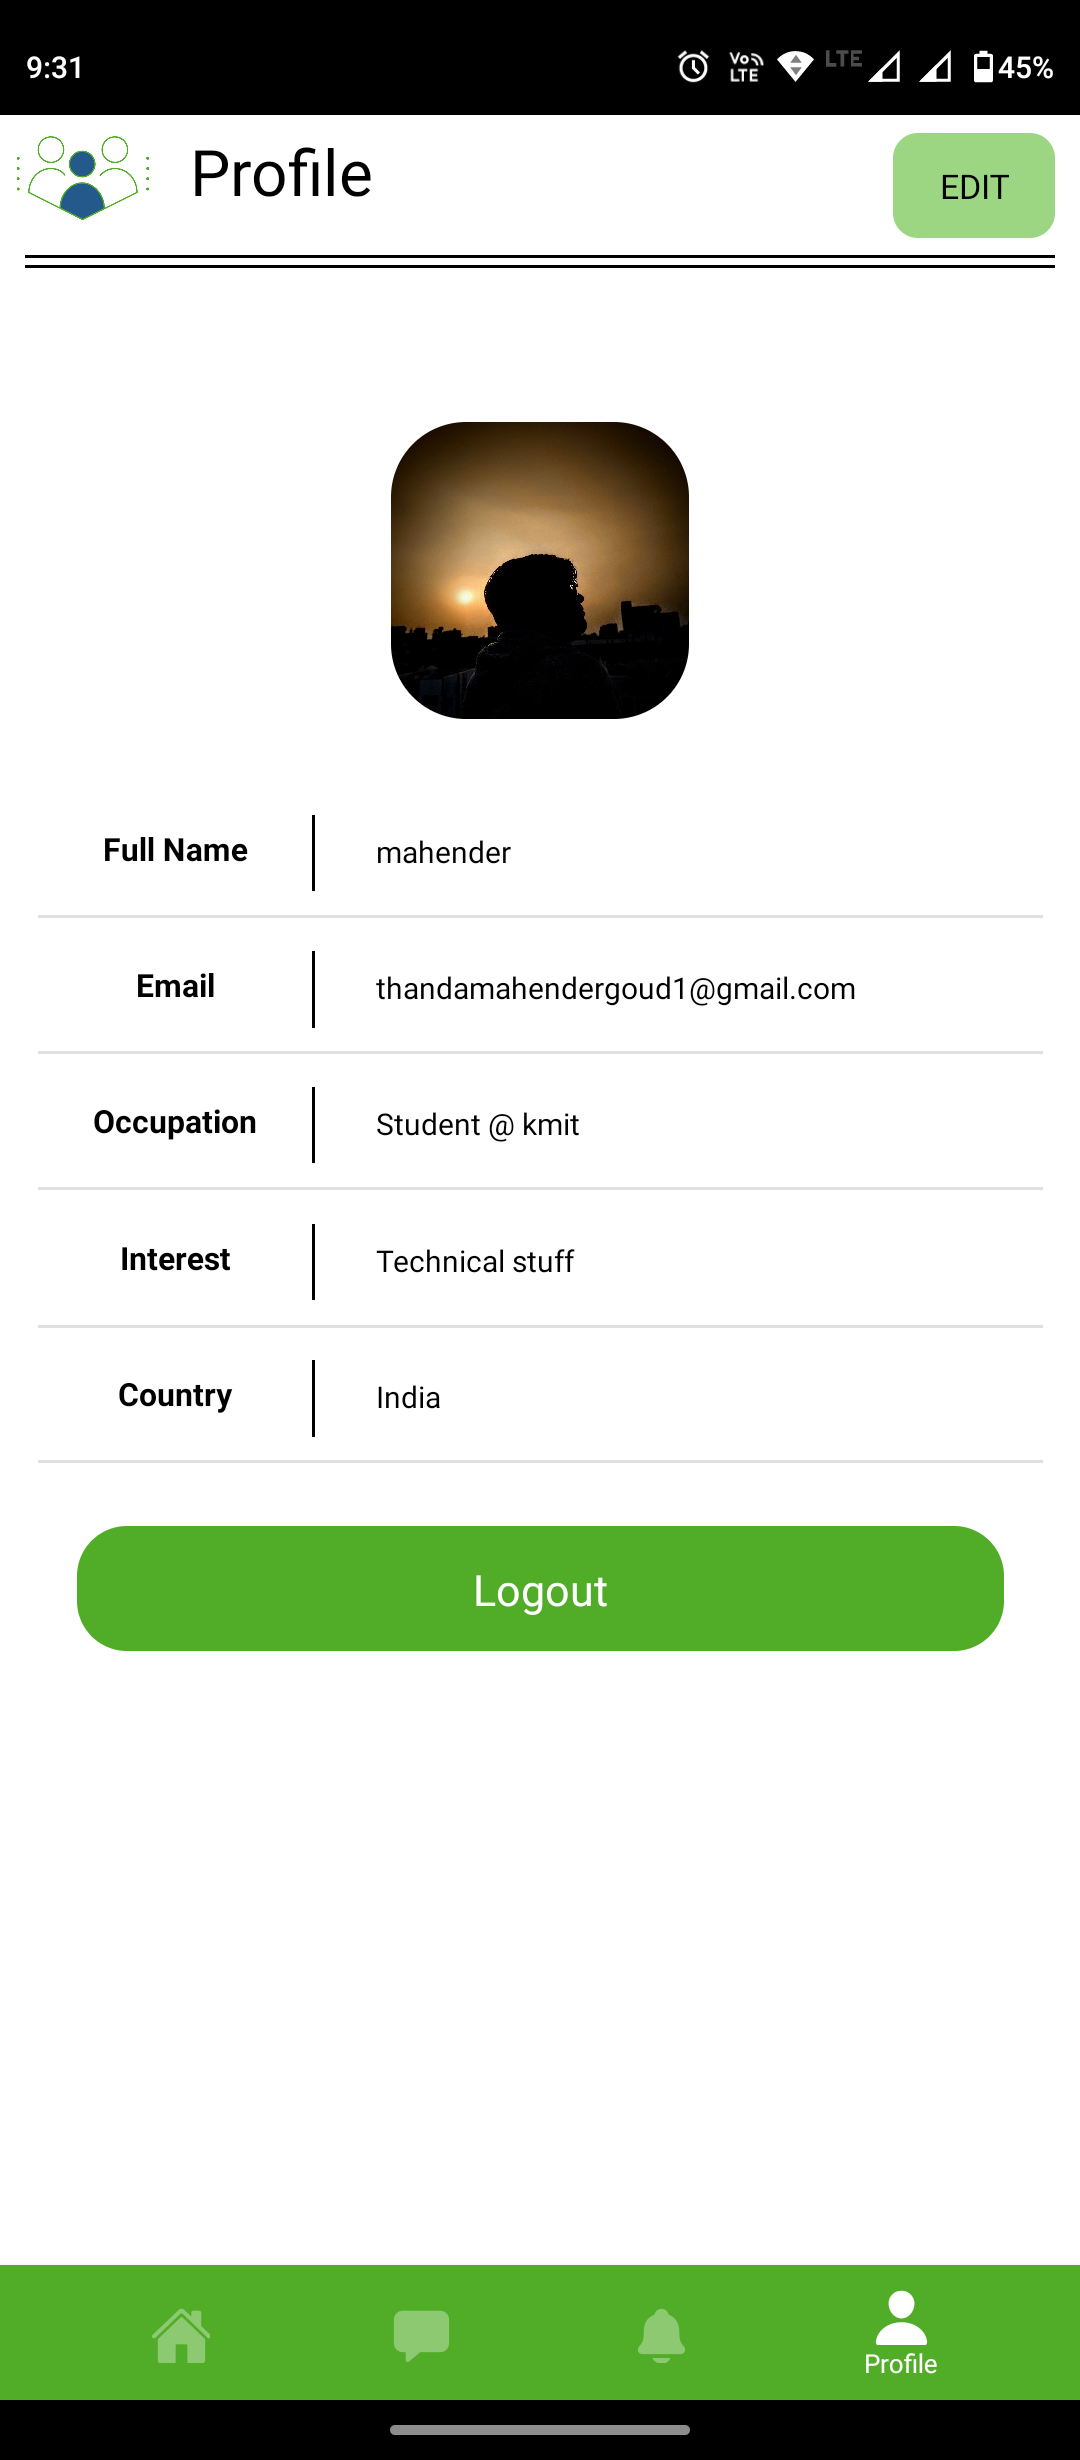 9:31
Vo LTE
LTE
45%
Profile
EDIT
Full Name
mahender
Email
thandamahendergoud1@gmail.com
Occupation
Student @ kmit
Interest
Technical stuff
Country
India
Logout
Profile